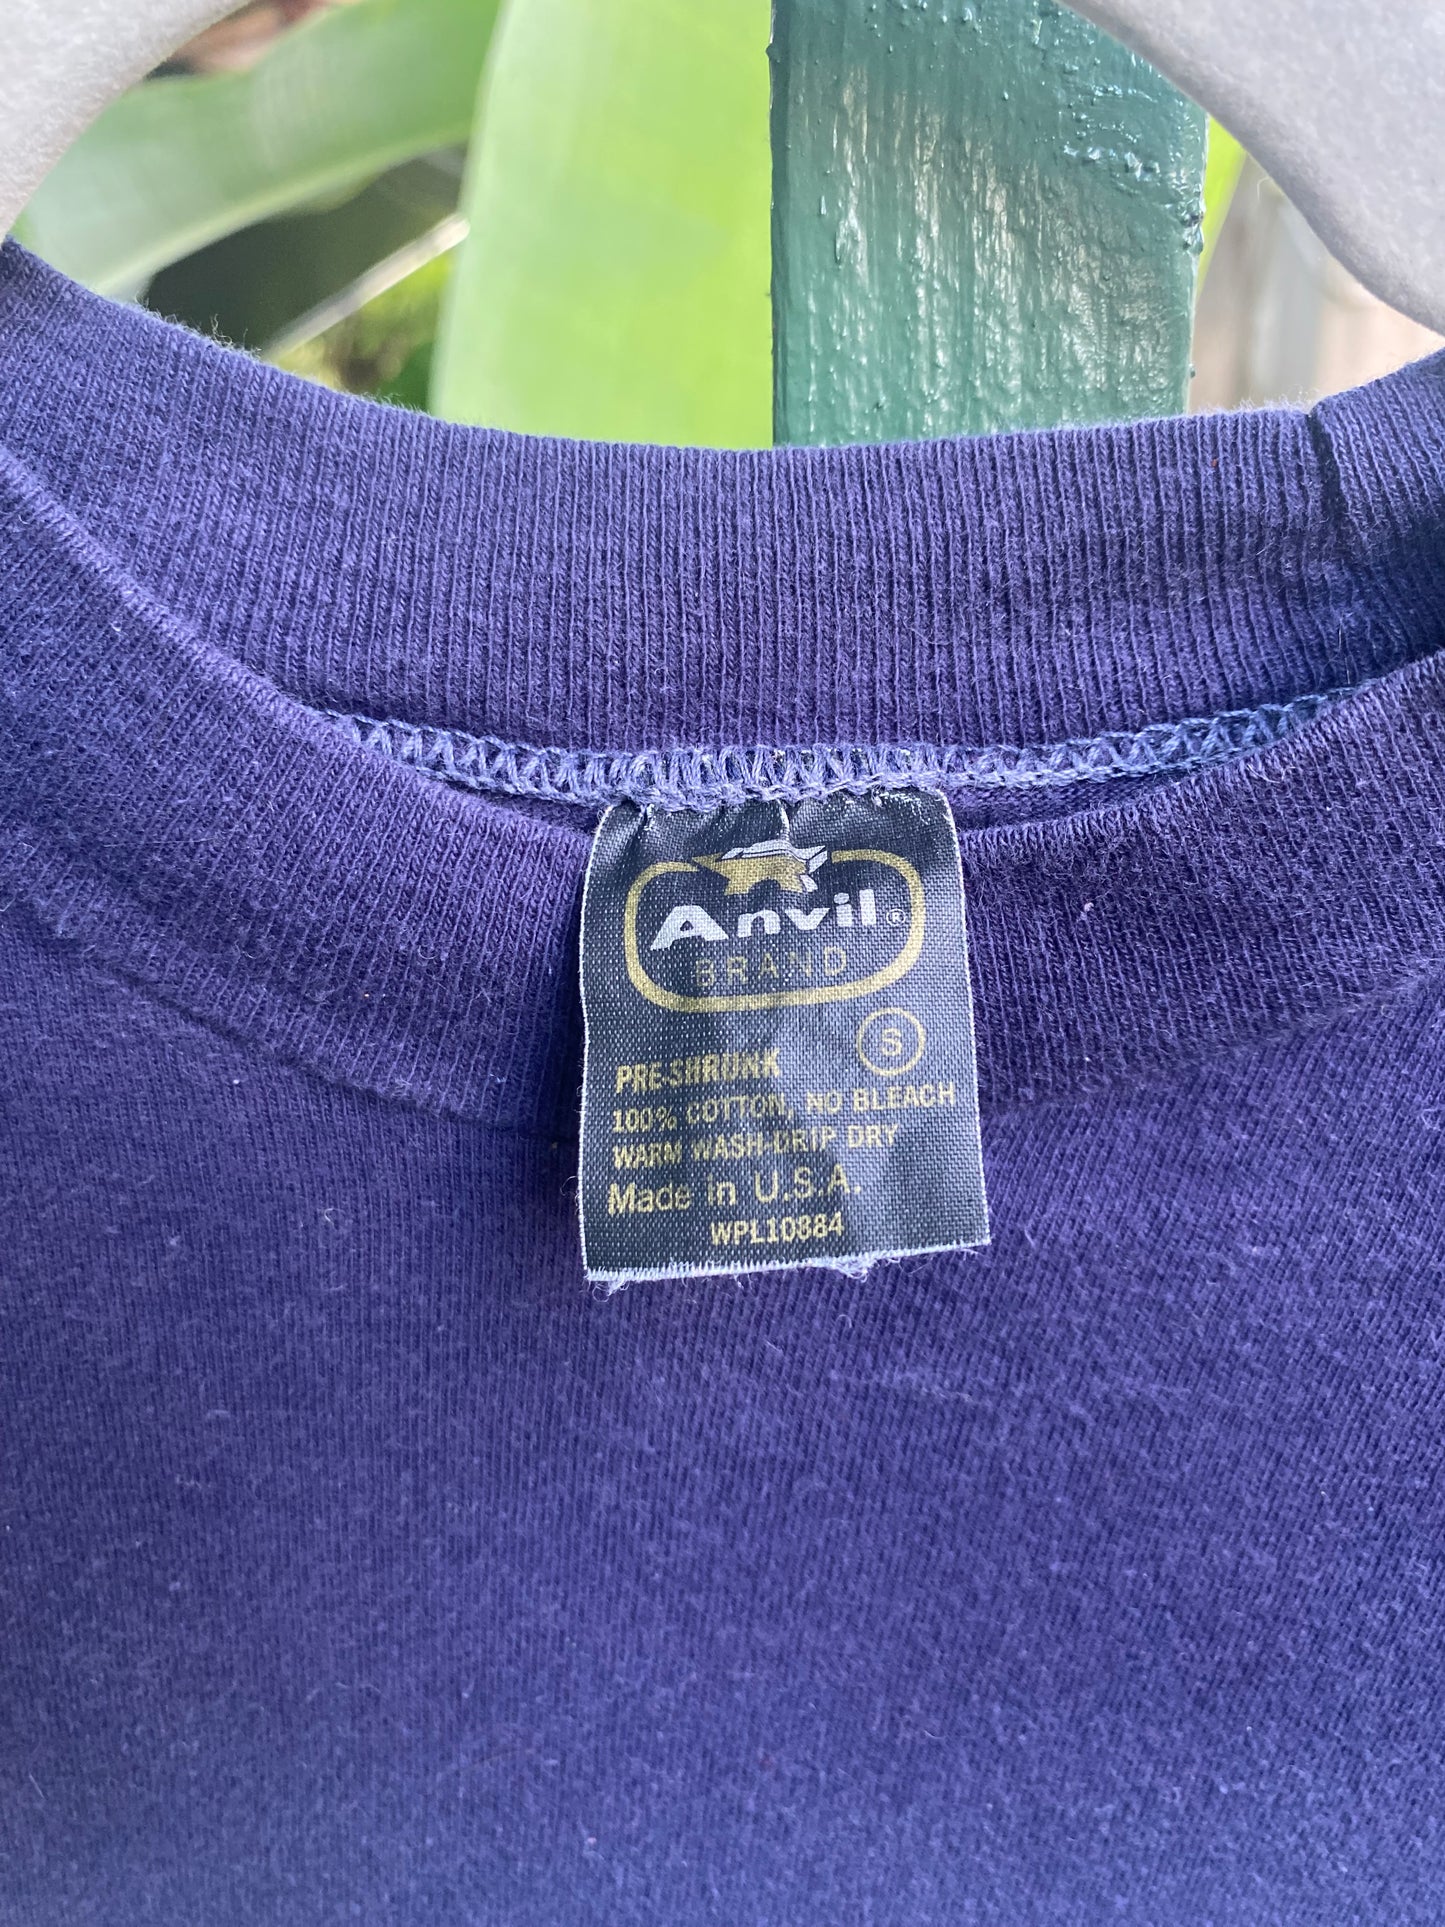 Anvil®
BRAND
S
PRE-SHRUNK
100% COTTON, NO BLEACH
WARM WASH-DRIP DRY
Made in U.S.A.
WPL10884